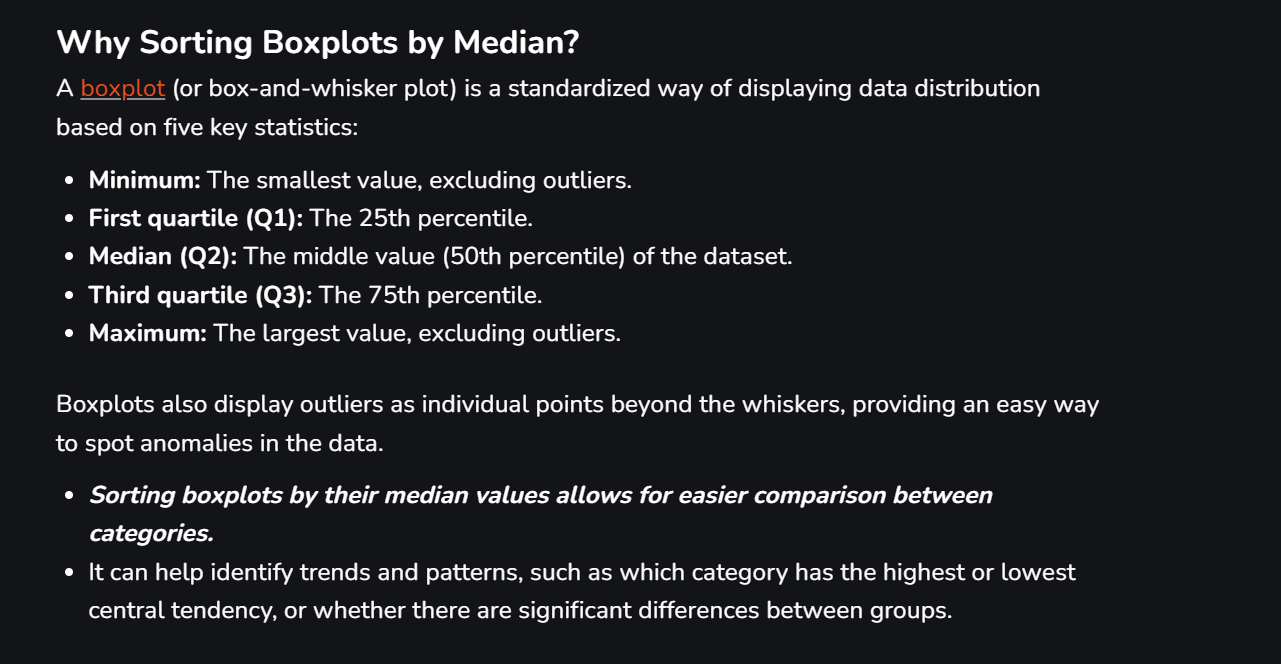 Why Sorting Boxplots by Median?
A boxplot (or box-and-whisker plot) is a standardized way of displaying data distribution
based on five key statistics:
• Minimum: The smallest value, excluding outliers.
• First quartile (Q1): The 25th percentile.
• Median (Q2): The middle value (50th percentile) of the dataset.
• Third quartile (Q3): The 75th percentile.
• Maximum: The largest value, excluding outliers.
Boxplots also display outliers as individual points beyond the whiskers, providing an easy way
to spot anomalies in the data.
• Sorting boxplots by their median values allows for easier comparison between
categories.
• It can help identify trends and patterns, such as which category has the highest or lowest
central tendency, or whether there are significant differences between groups.